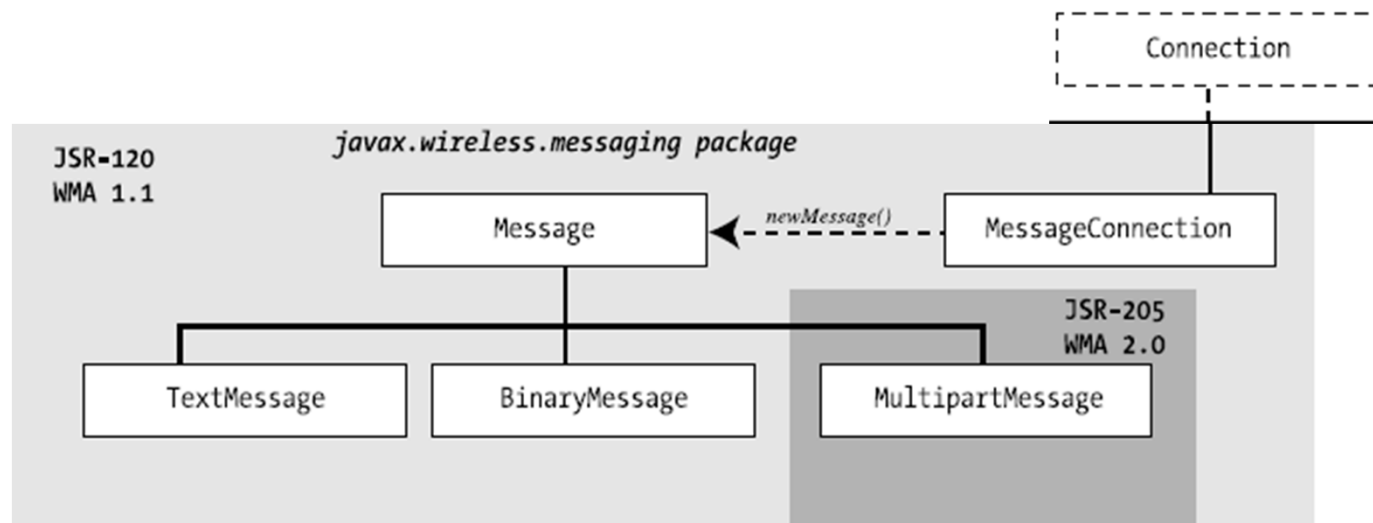 Connection
JSR-120
WMA 1.1
javax.wireless.messaging package
Message
newMessage()
MessageConnection
JSR-205
WMA 2.0
TextMessage
BinaryMessage
MultipartMessage